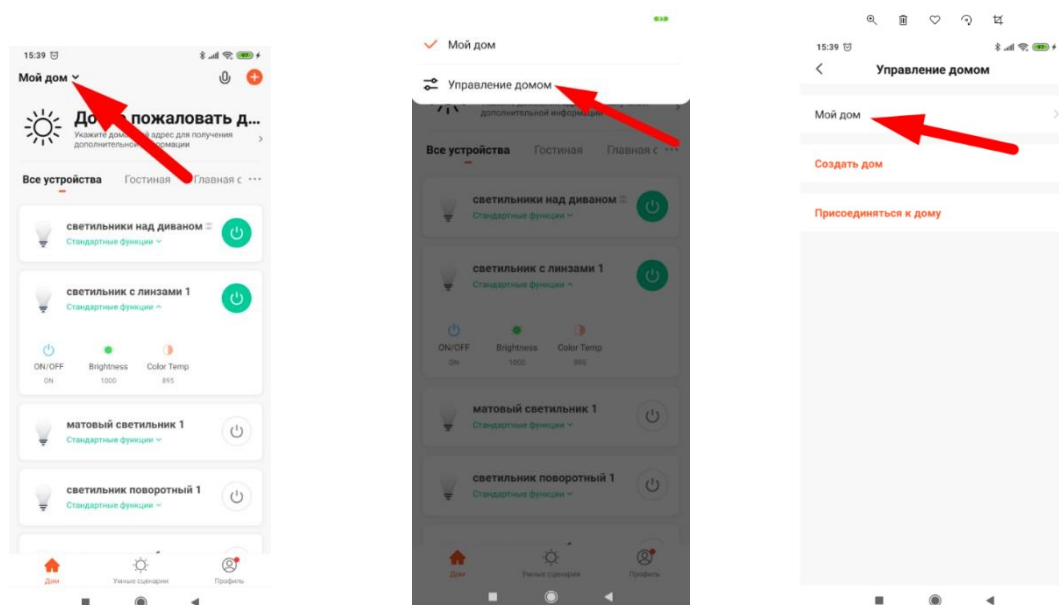 15:39
97
Мой дом
Добро пожаловать д...
Укажите домашний адрес для получения
дополнительной информации
Все устройства Гостиная Главная с
светильники над диваном
Стандартные функции
светильник с линзами 1
Стандартные функции
ON/OFF Brightness Color Temp
ON 1000 895
матовый светильник 1
Стандартные функции
светильник поворотный 1
Стандартные функции
Дом Умные сценарии Профиль
Мой дом
Управление домом
дополнительной информации
Все устройства Гостиная Главная с
светильники над диваном
Стандартные функции
светильник с линзами 1
Стандартные функции
ON/OFF Brightness Color Temp
ON 1000 895
матовый светильник 1
Стандартные функции
светильник поворотный 1
Стандартные функции
Дом Умные сценарии Профиль
15:39
97
Управление домом
Мой дом
Создать дом
Присоединяться к дому